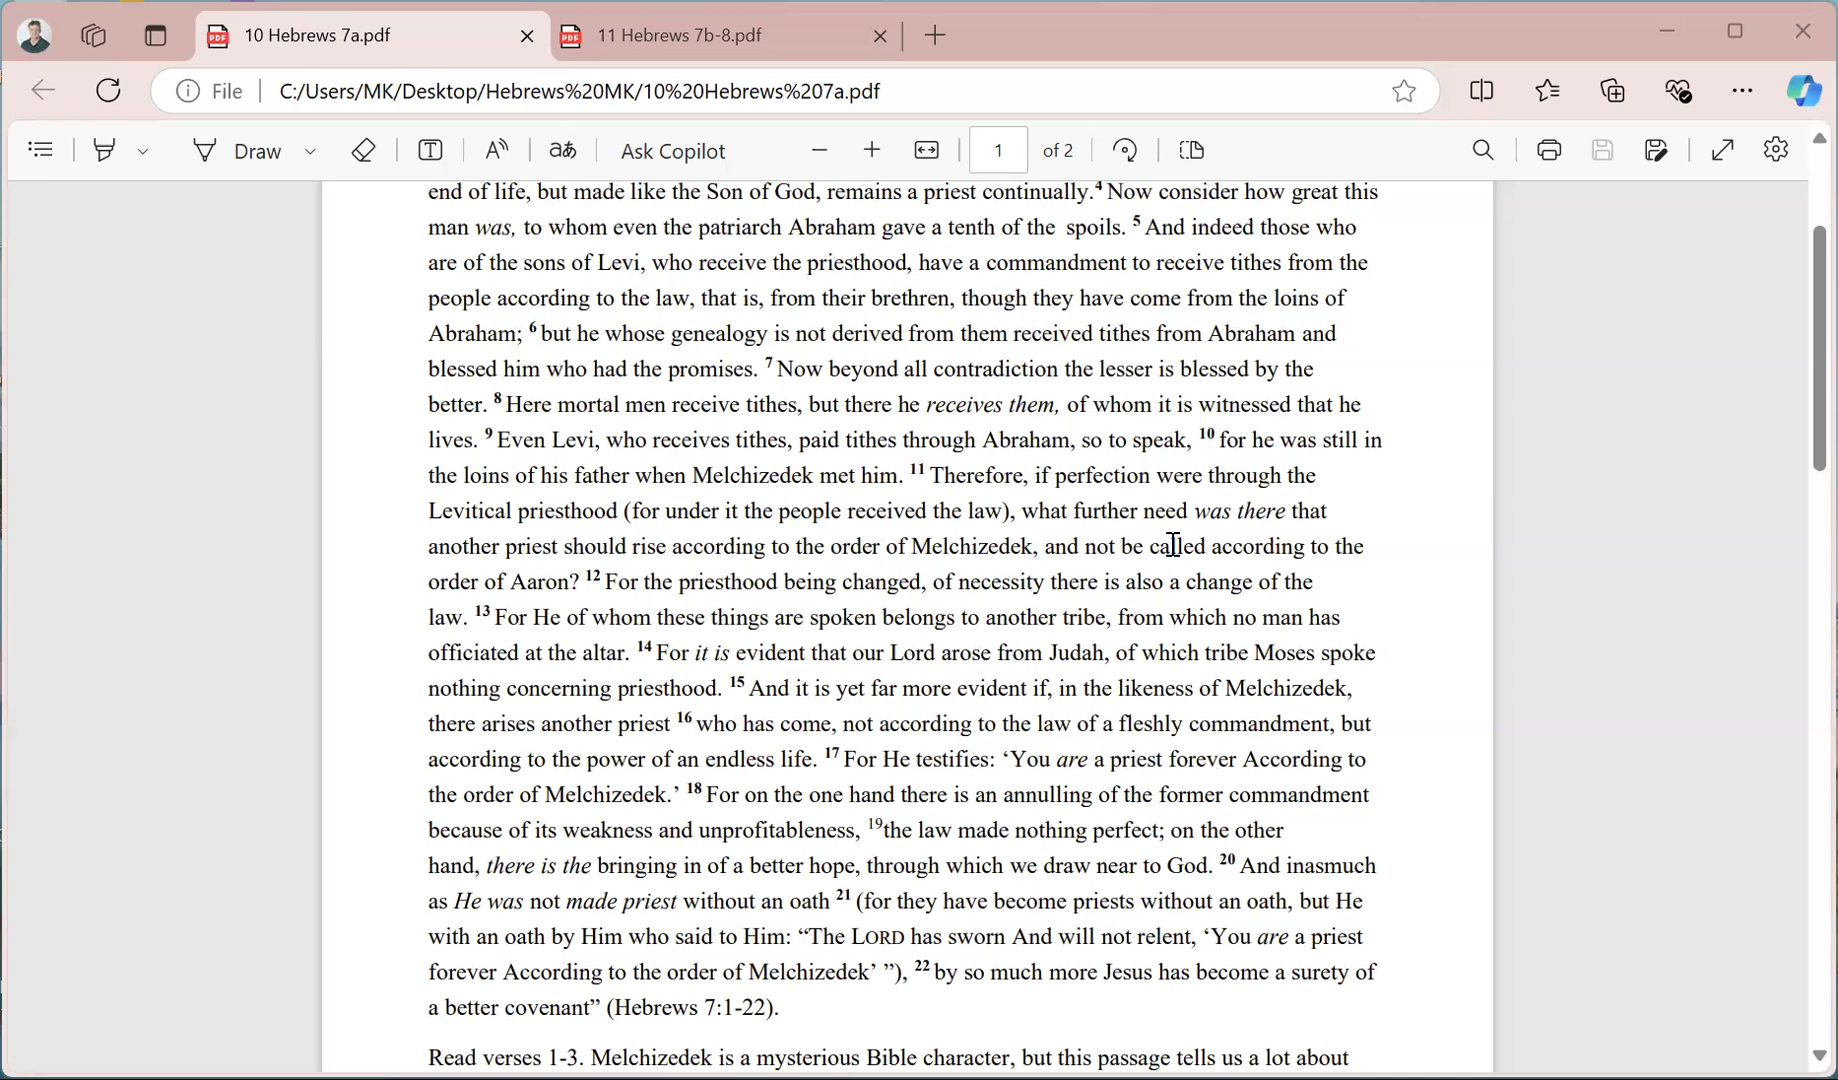 10 Hebrews 7a.pdf
11 Hebrews 7b-8.pdf
File
C:/Users/MK/Desktop/Hebrews%20MK/10%20Hebrews%207a.pdf
Draw
Ask Copilot
1 of 2
end of life, but made like the Son of God, remains a priest continually.4 Now consider how great this
man was, to whom even the patriarch Abraham gave a tenth of the spoils. 5 And indeed those who
are of the sons of Levi, who receive the priesthood, have a commandment to receive tithes from the
people according to the law, that is, from their brethren, though they have come from the loins of
Abraham; 6 but he whose genealogy is not derived from them received tithes from Abraham and
blessed him who had the promises. 7 Now beyond all contradiction the lesser is blessed by the
better. 8 Here mortal men receive tithes, but there he receives them, of whom it is witnessed that he
lives. 9 Even Levi, who receives tithes, paid tithes through Abraham, so to speak, 10 for he was still in
the loins of his father when Melchizedek met him. 11 Therefore, if perfection were through the
Levitical priesthood (for under it the people received the law), what further need was there that
another priest should rise according to the order of Melchizedek, and not be called according to the
order of Aaron? 12 For the priesthood being changed, of necessity there is also a change of the
law. 13 For He of whom these things are spoken belongs to another tribe, from which no man has
officiated at the altar. 14 For it is evident that our Lord arose from Judah, of which tribe Moses spoke
nothing concerning priesthood. 15 And it is yet far more evident if, in the likeness of Melchizedek,
there arises another priest 16 who has come, not according to the law of a fleshly commandment, but
according to the power of an endless life. 17 For He testifies: ‘You are a priest forever According to
the order of Melchizedek.’ 18 For on the one hand there is an annulling of the former commandment
because of its weakness and unprofitableness, 19the law made nothing perfect; on the other
hand, there is the bringing in of a better hope, through which we draw near to God. 20 And inasmuch
as He was not made priest without an oath 21 (for they have become priests without an oath, but He
with an oath by Him who said to Him: “The LORD has sworn And will not relent, ‘You are a priest
forever According to the order of Melchizedek’ ”), 22 by so much more Jesus has become a surety of
a better covenant” (Hebrews 7:1-22).
Read verses 1-3. Melchizedek is a mysterious Bible character, but this passage tells us a lot about